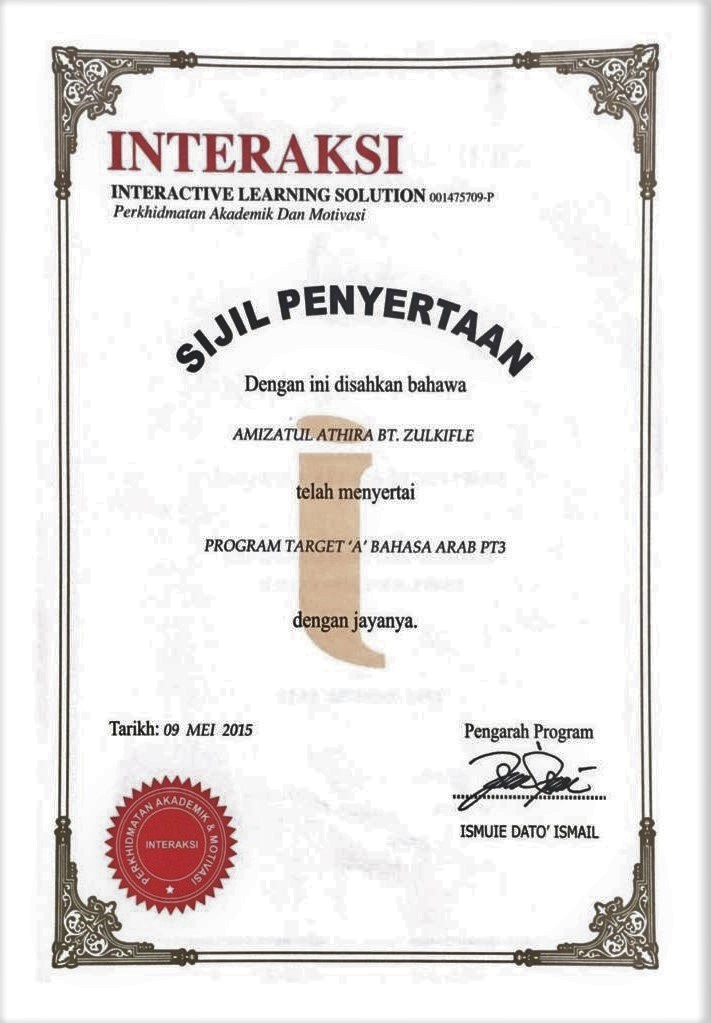 INTERAKSI
INTERACTIVE LEARNING SOLUTION 001475709-P
Perkhidmatan Akademik Dan Motivasi
SIJIL PENYERTAAN
Dengan ini disahkan bahawa
AMIZATUL ATHIRA BT. ZULKIFLE
telah menyertai
PROGRAM TARGET 'A' BAHASA ARAB PT3
dengan jayanya.
Tarikh: 09 MEI 2015
Pengarah Program
ISMUIE DATO' ISMAIL
PERKHIDMATAN AKADEMIK & MOTIVASI
INTERAKSI